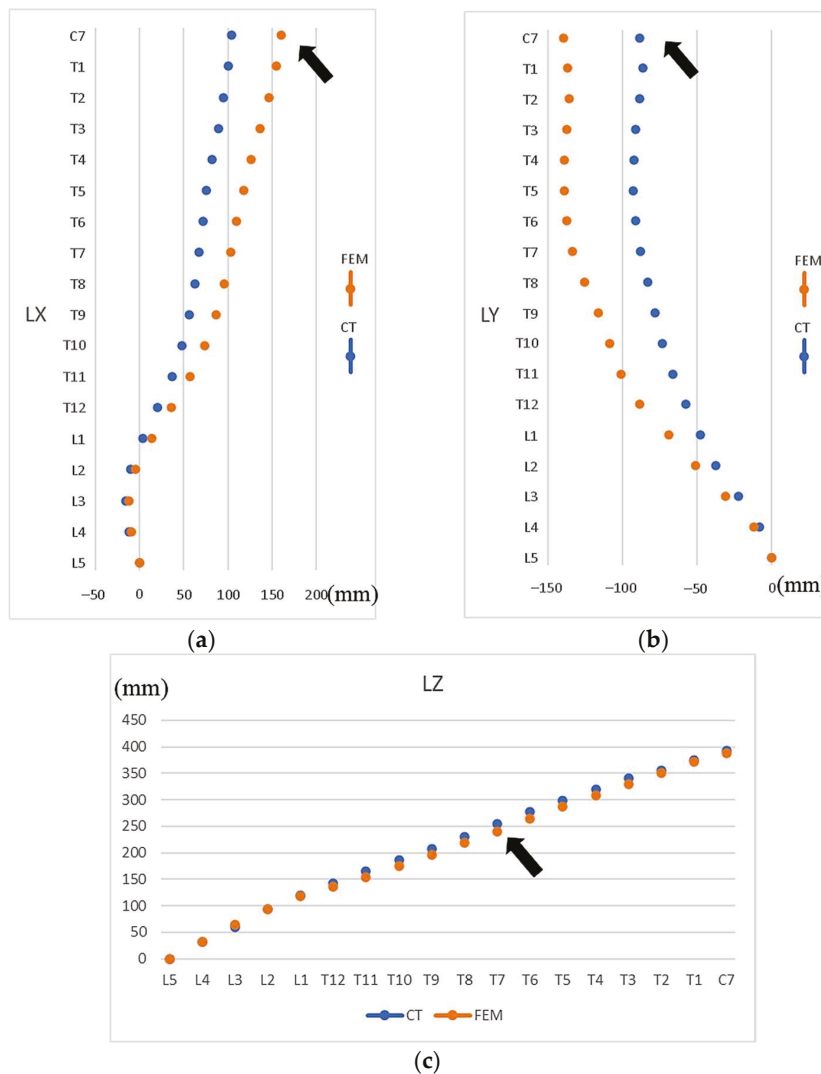 C7
T1
T2
T3
T4
T5
T6
T7
T8
T9
T10
T11
T12
L1
L2
L3
L4
L5
LX
FEM
CT
−50 0 50 100 150 200 (mm)
(a)
C7
T1
T2
T3
T4
T5
T6
T7
T8
T9
T10
T11
T12
L1
L2
L3
L4
L5
LY
FEM
CT
−150 −100 −50 0 (mm)
(b)
(mm)
LZ
450
400
350
300
250
200
150
100
50
0
L5 L4 L3 L2 L1 T12 T11 T10 T9 T8 T7 T6 T5 T4 T3 T2 T1 C7
CT FEM
(c)